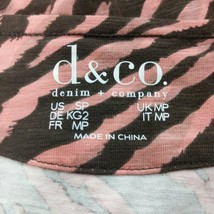 d&co.
denim + company
US SP UK MP
DE KG2 IT MP
FR MP
MADE IN CHINA